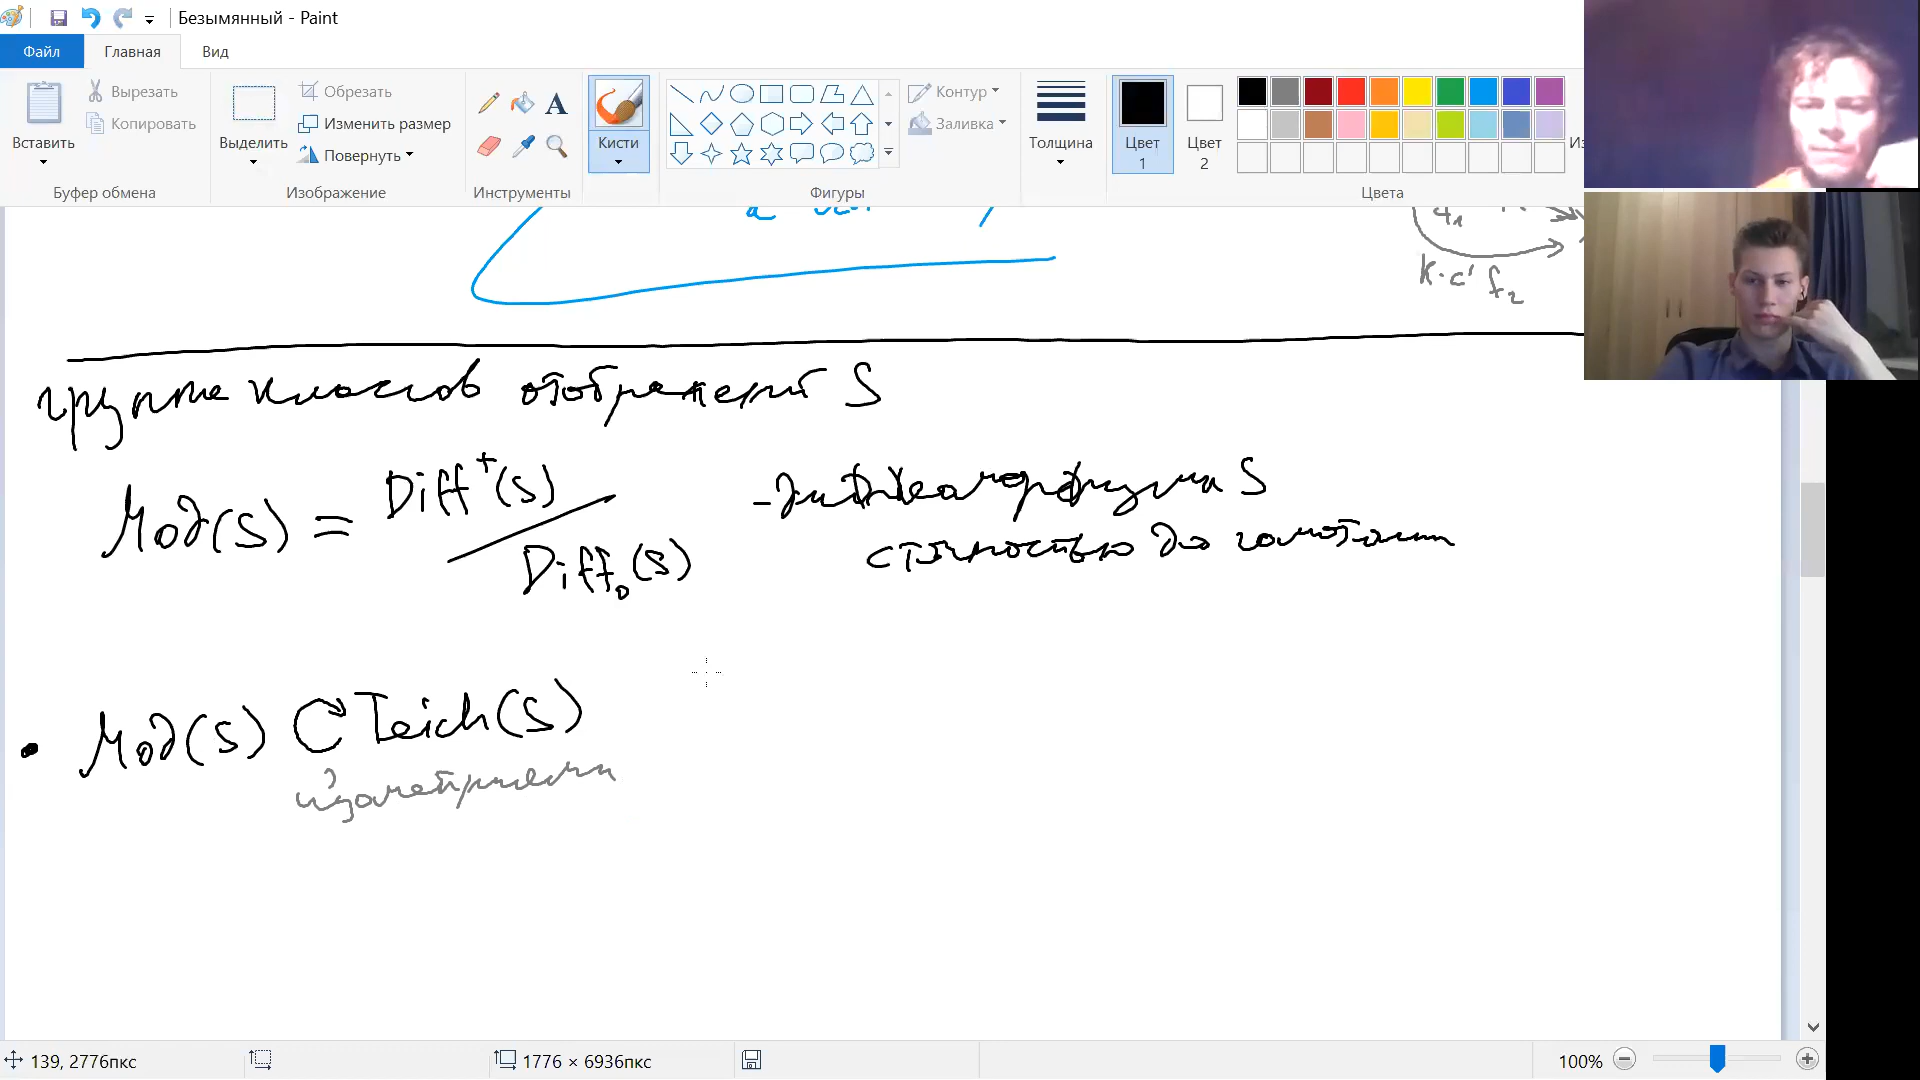 Безымянный - Paint
Файл Главная Вид
Вставить
Вырезать
Копировать
Буфер обмена
Выделить
Обрезать
Изменить размер
Повернуть
Изображение
Инструменты
Кисти
Фигуры
Контур
Заливка
Толщина
Цвет 1
Цвет 2
Цвета
Из
k·c' f₂
группа классов отображений S
Mod(S) = Diff⁺(S) / Diff₀(S) - диффеоморфизмы S
с точностью до гомотопии
• Mod(S) ↻ Teich(S)
изометриями
139, 2776пкс
1776 × 6936пкс
100%